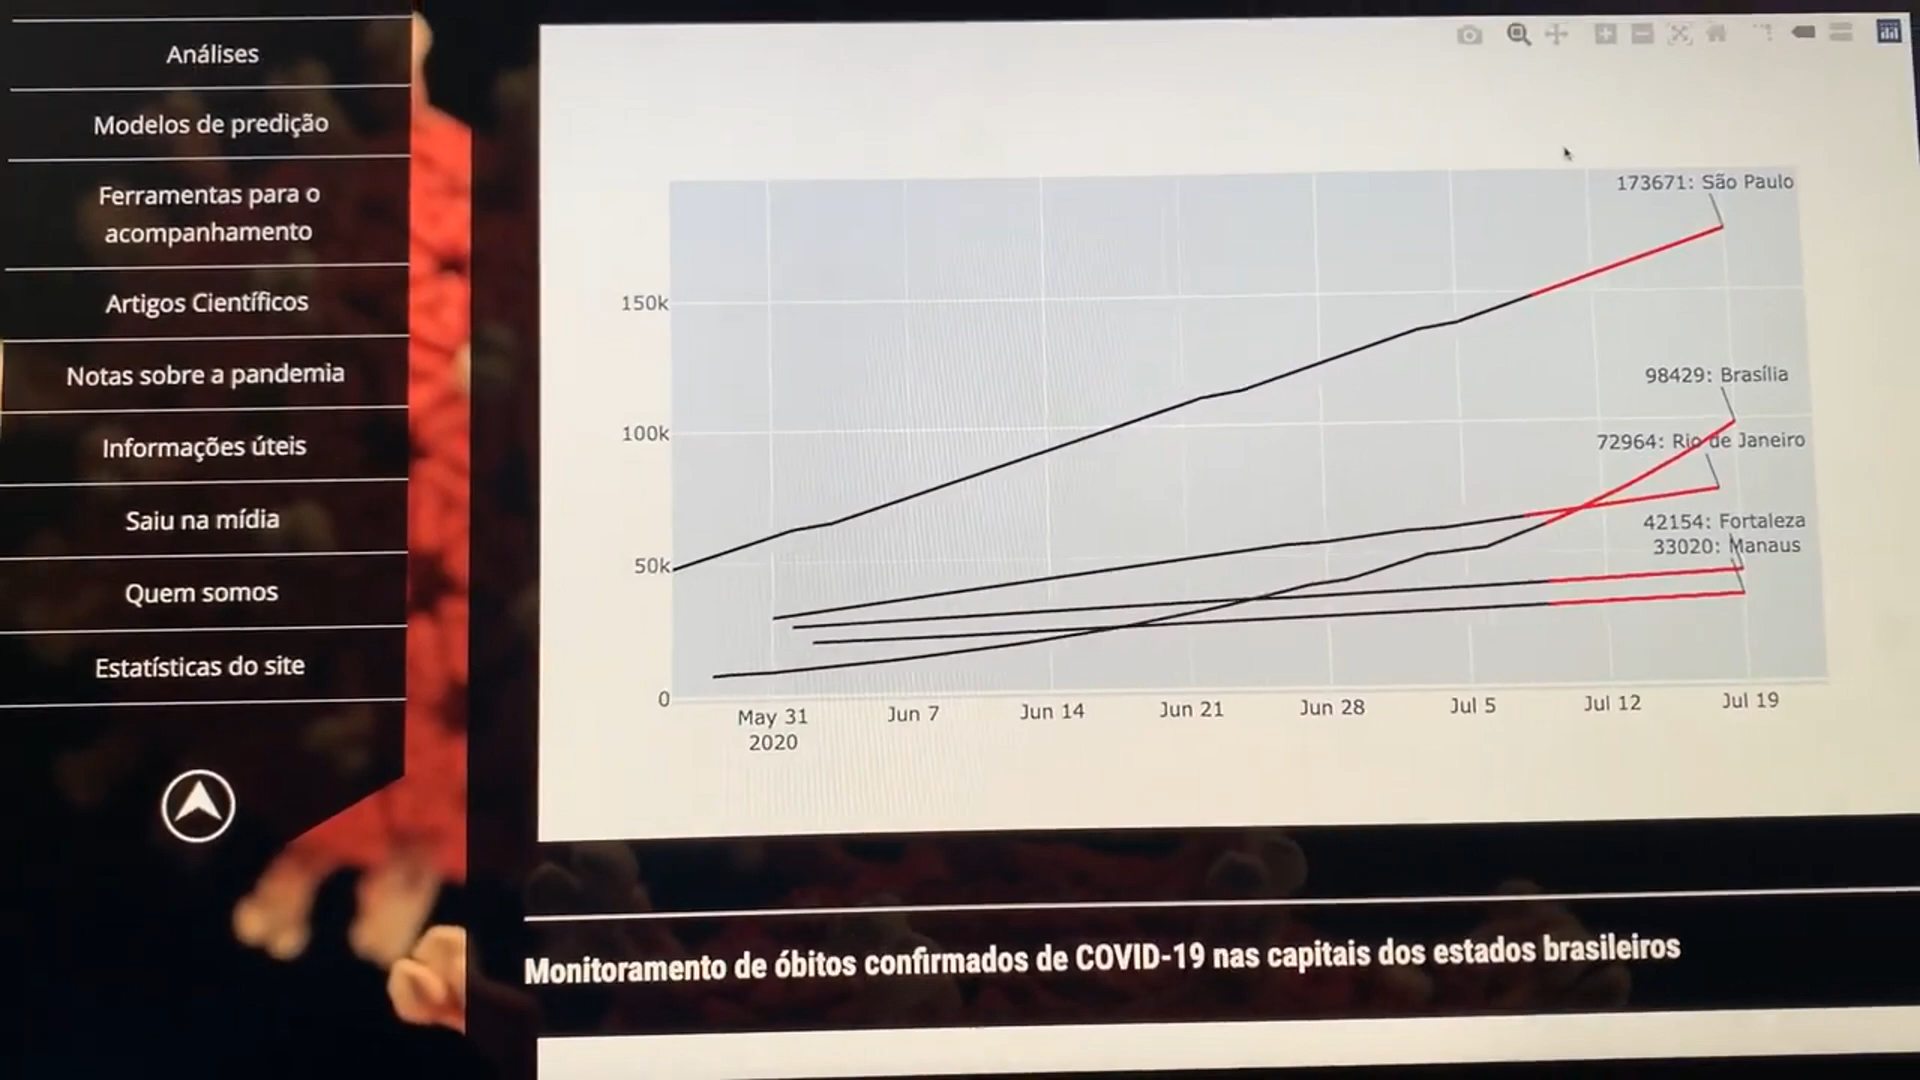 Análises
Modelos de predição
Ferramentas para o
acompanhamento
Artigos Científicos
Notas sobre a pandemia
Informações úteis
Saiu na mídia
Quem somos
Estatísticas do site
173671: São Paulo
98429: Brasília
72964: Rio de Janeiro
42154: Fortaleza
33020: Manaus
150k
100k
50k
0
May 31
2020
Jun 7
Jun 14
Jun 21
Jun 28
Jul 5
Jul 12
Jul 19
Monitoramento de óbitos confirmados de COVID-19 nas capitais dos estados brasileiros